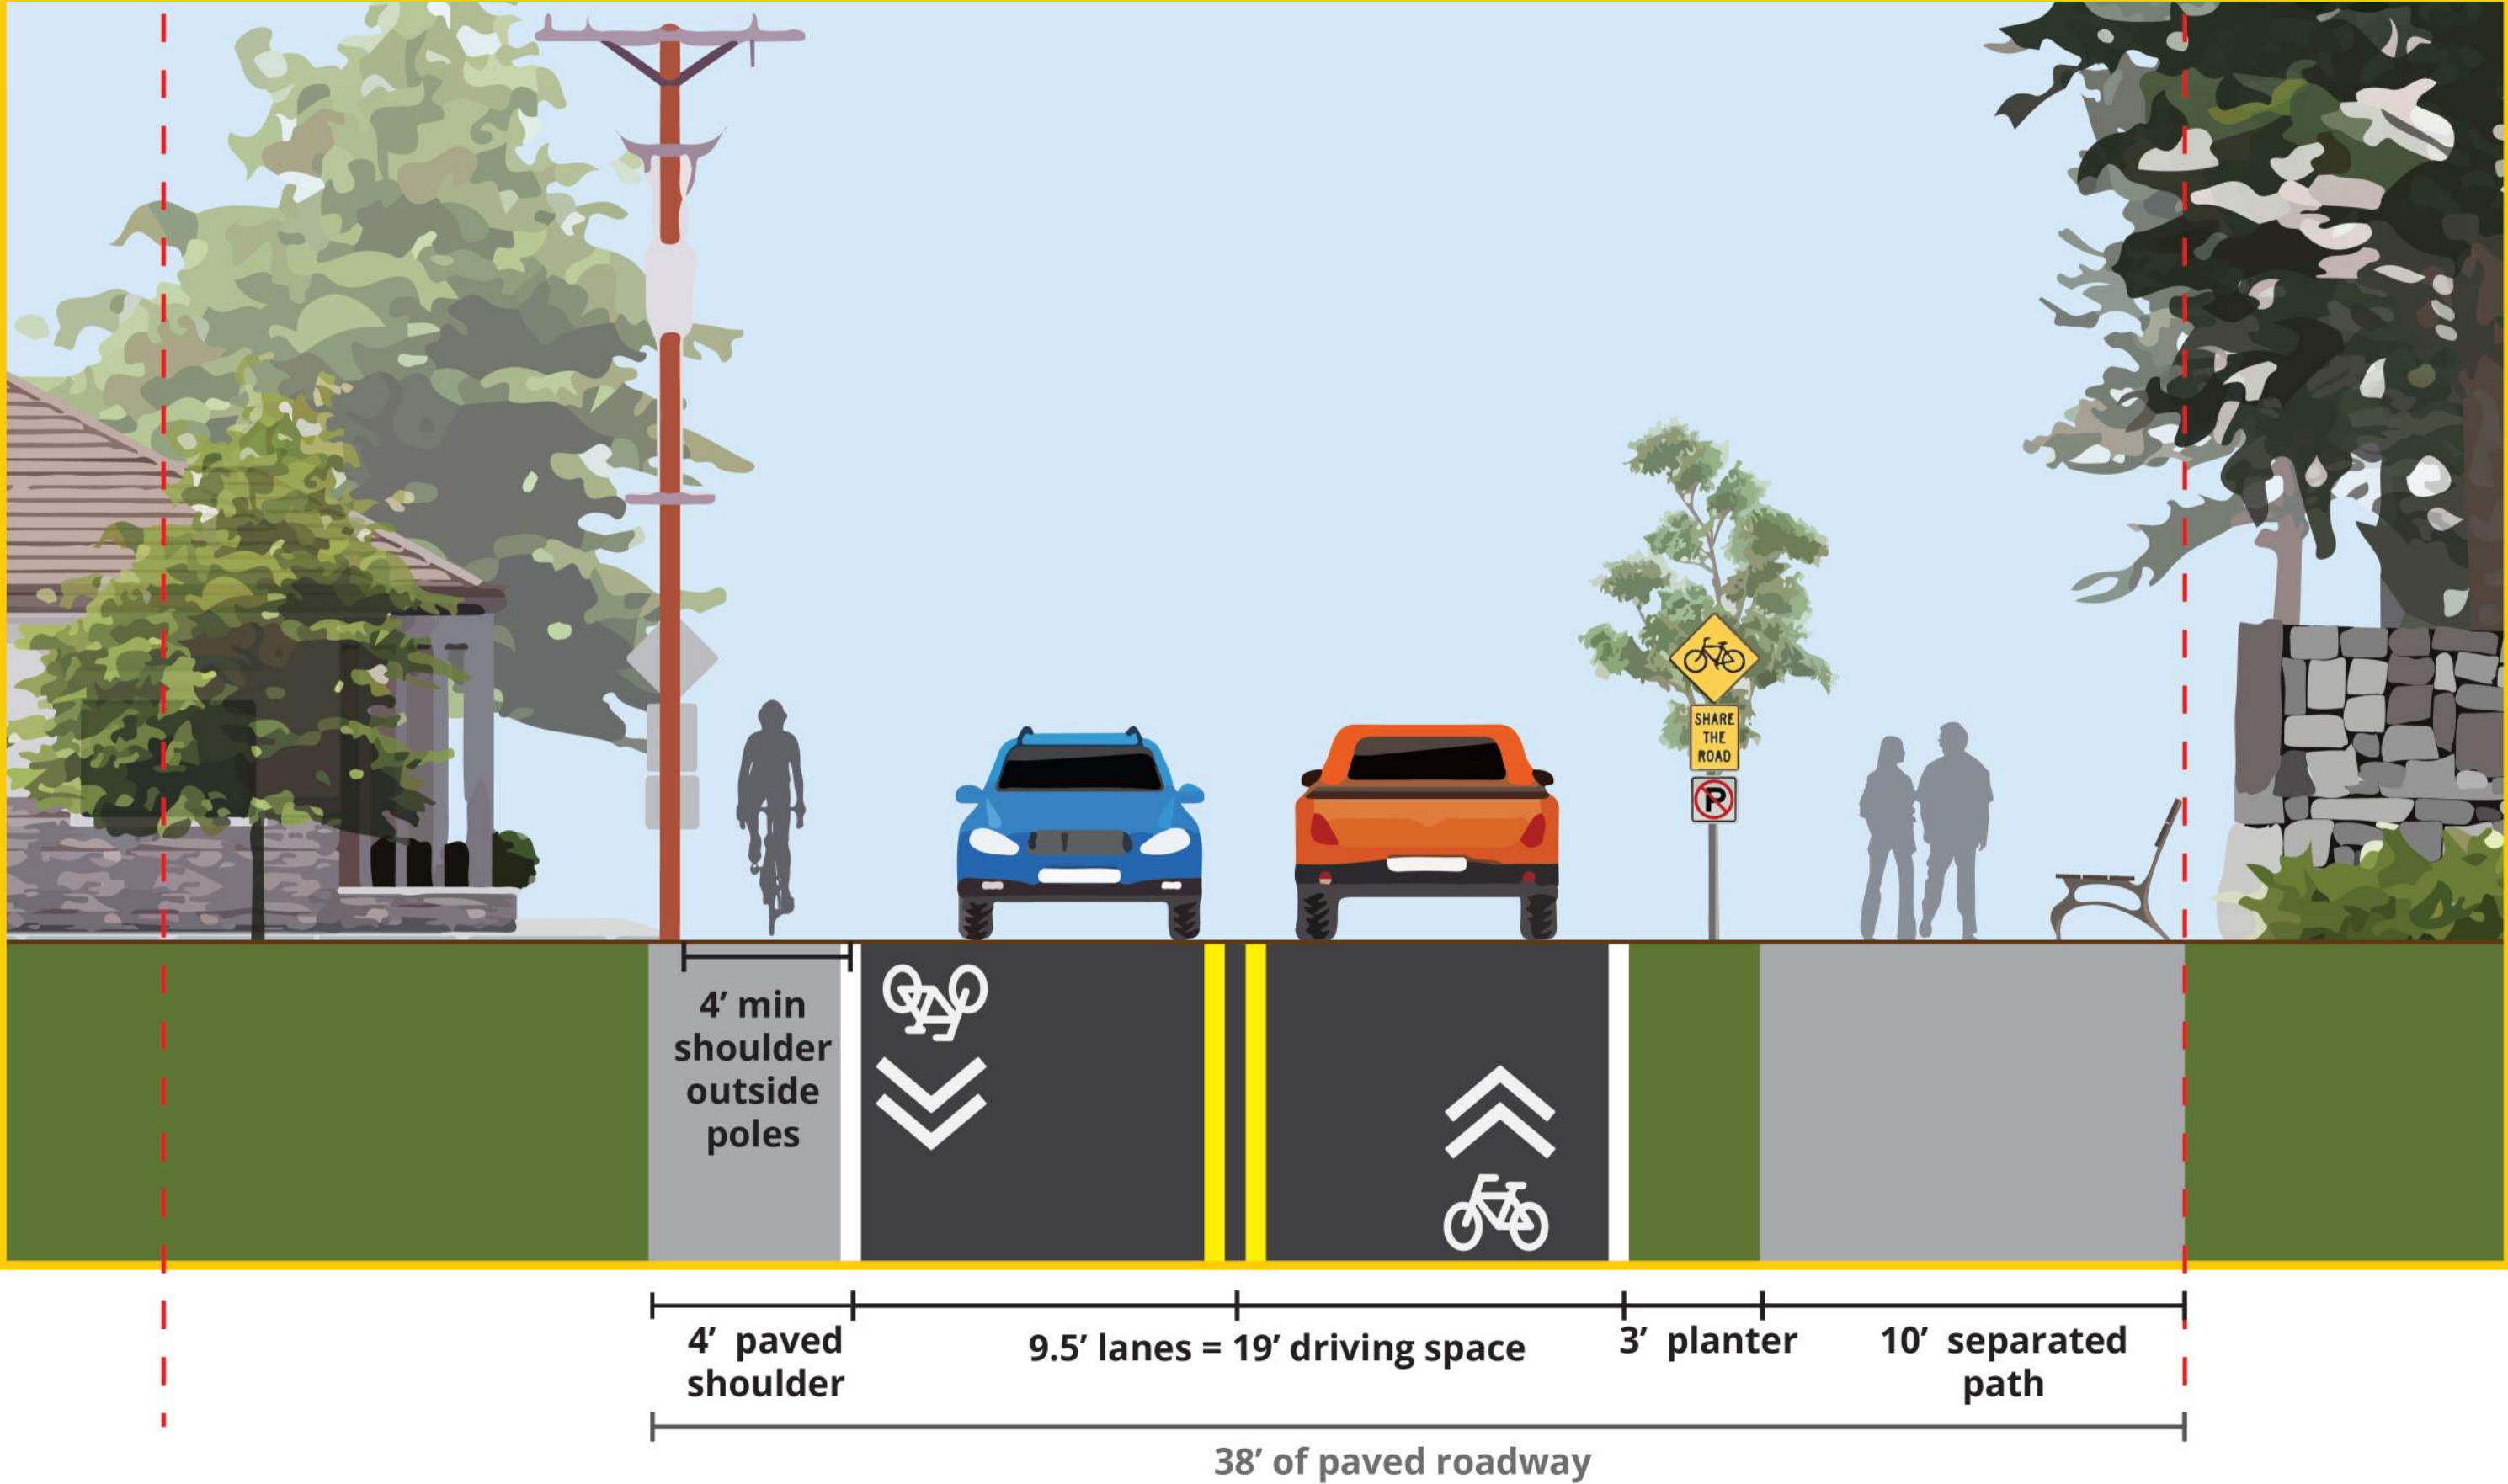 SHARE
THE
ROAD
P
4’ min
shoulder
outside
poles
4’ paved
shoulder
9.5’ lanes = 19’ driving space
3’ planter
10’ separated
path
38’ of paved roadway